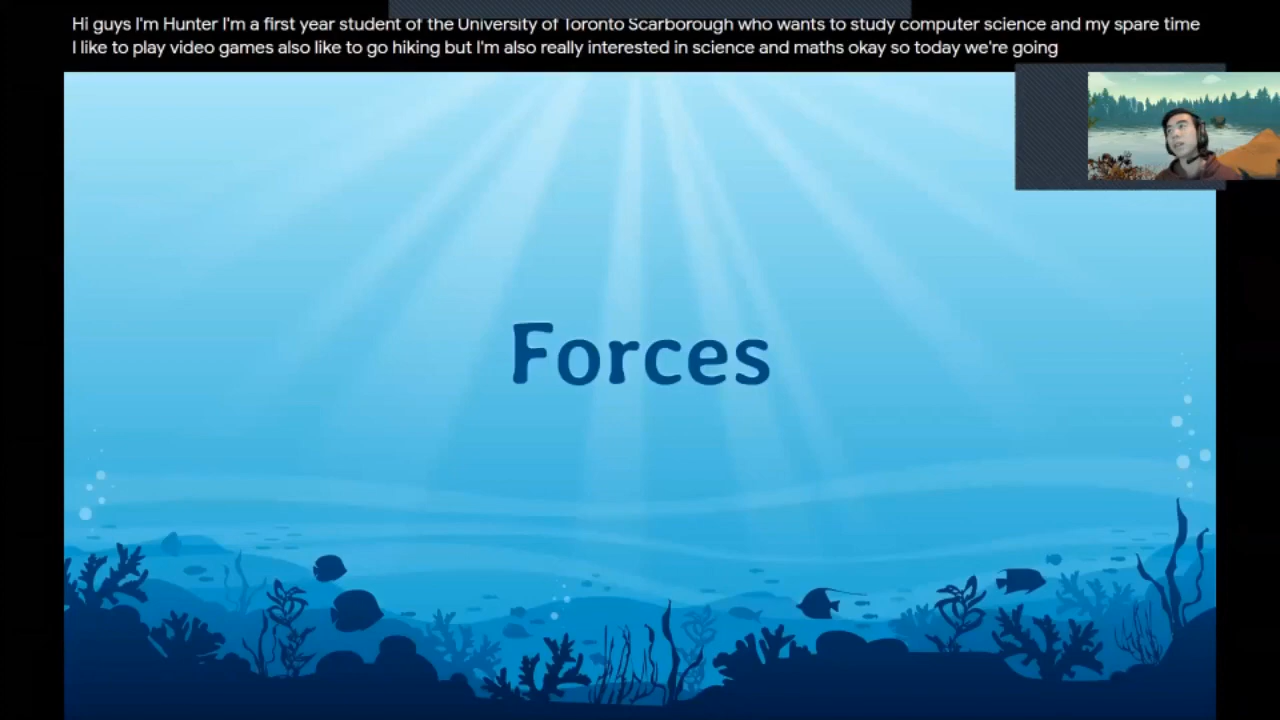 Hi guys I'm Hunter I'm a first year student of the University of Toronto Scarborough who wants to study computer science and my spare time
I like to play video games also like to go hiking but I'm also really interested in science and maths okay so today we're going
Forces